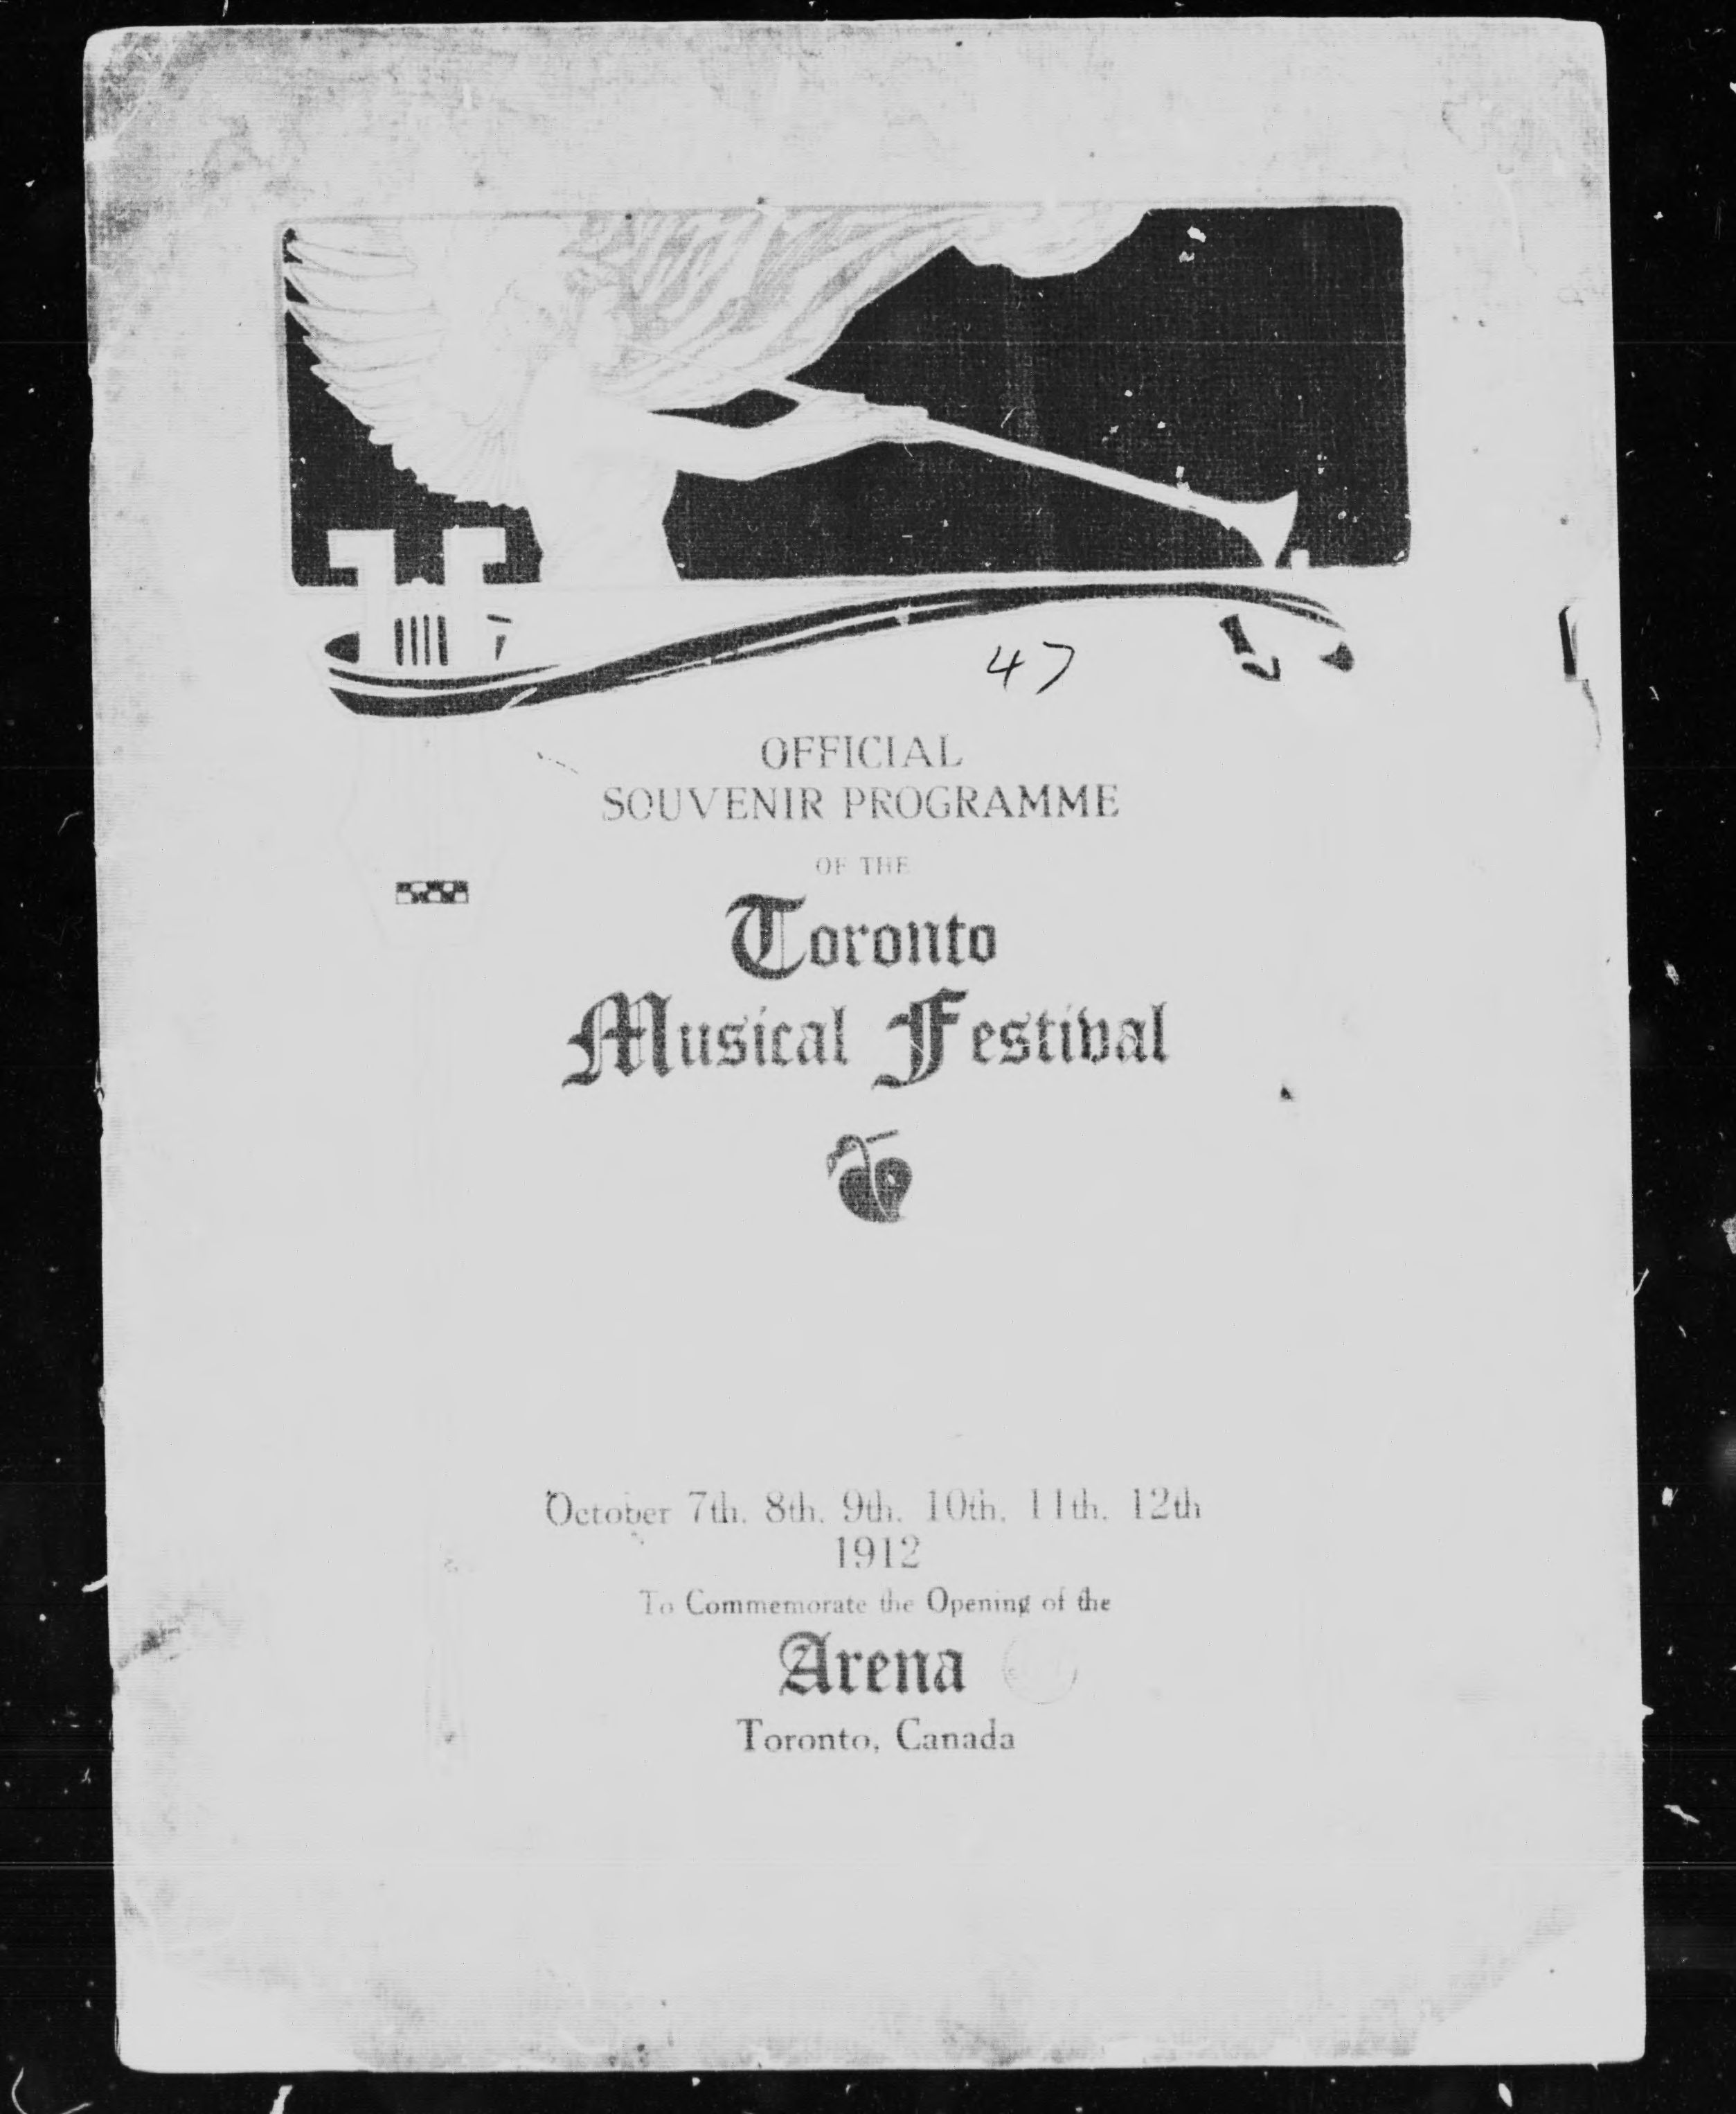 47
OFFICIAL
SOUVENIR PROGRAMME
OF THE
Toronto
Musical Festival
October 7th, 8th, 9th, 10th, 11th, 12th
1912
To Commemorate the Opening of the
Arena
Toronto, Canada